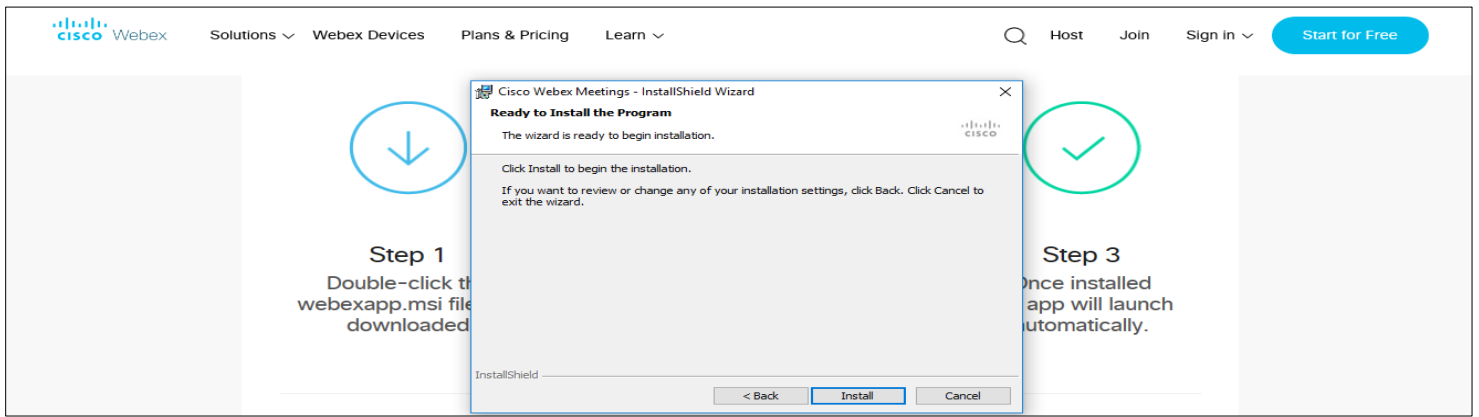 cisco Webex
Solutions
Webex Devices
Plans & Pricing
Learn
Host
Join
Sign in
Start for Free
Cisco Webex Meetings - InstallShield Wizard
Ready to Install the Program
The wizard is ready to begin installation.
cisco
Click Install to begin the installation.
If you want to review or change any of your installation settings, click Back. Click Cancel to
exit the wizard.
InstallShield
< Back
Install
Cancel
Step 1
Double-click
webexapp.msi
downloaded
Step 3
installed
app will launch